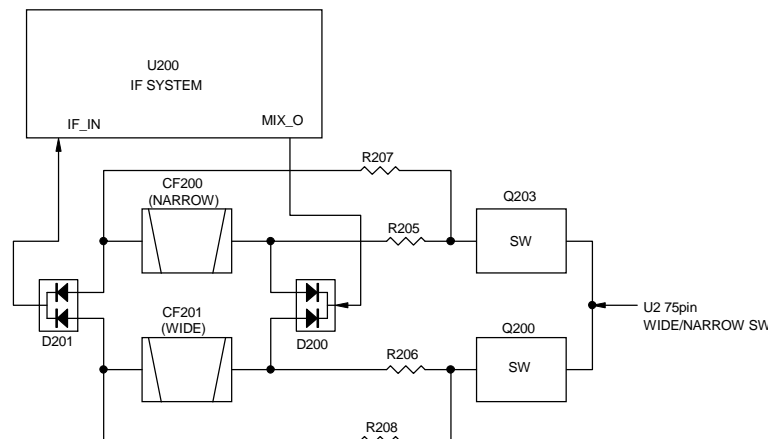 U200
IF SYSTEM
IF_IN
MIX_O
R207
CF200
(NARROW)
Q203
R205
SW
U2 75pin
WIDE/NARROW SW
CF201
(WIDE)
D201
D200
Q200
R206
SW
R208